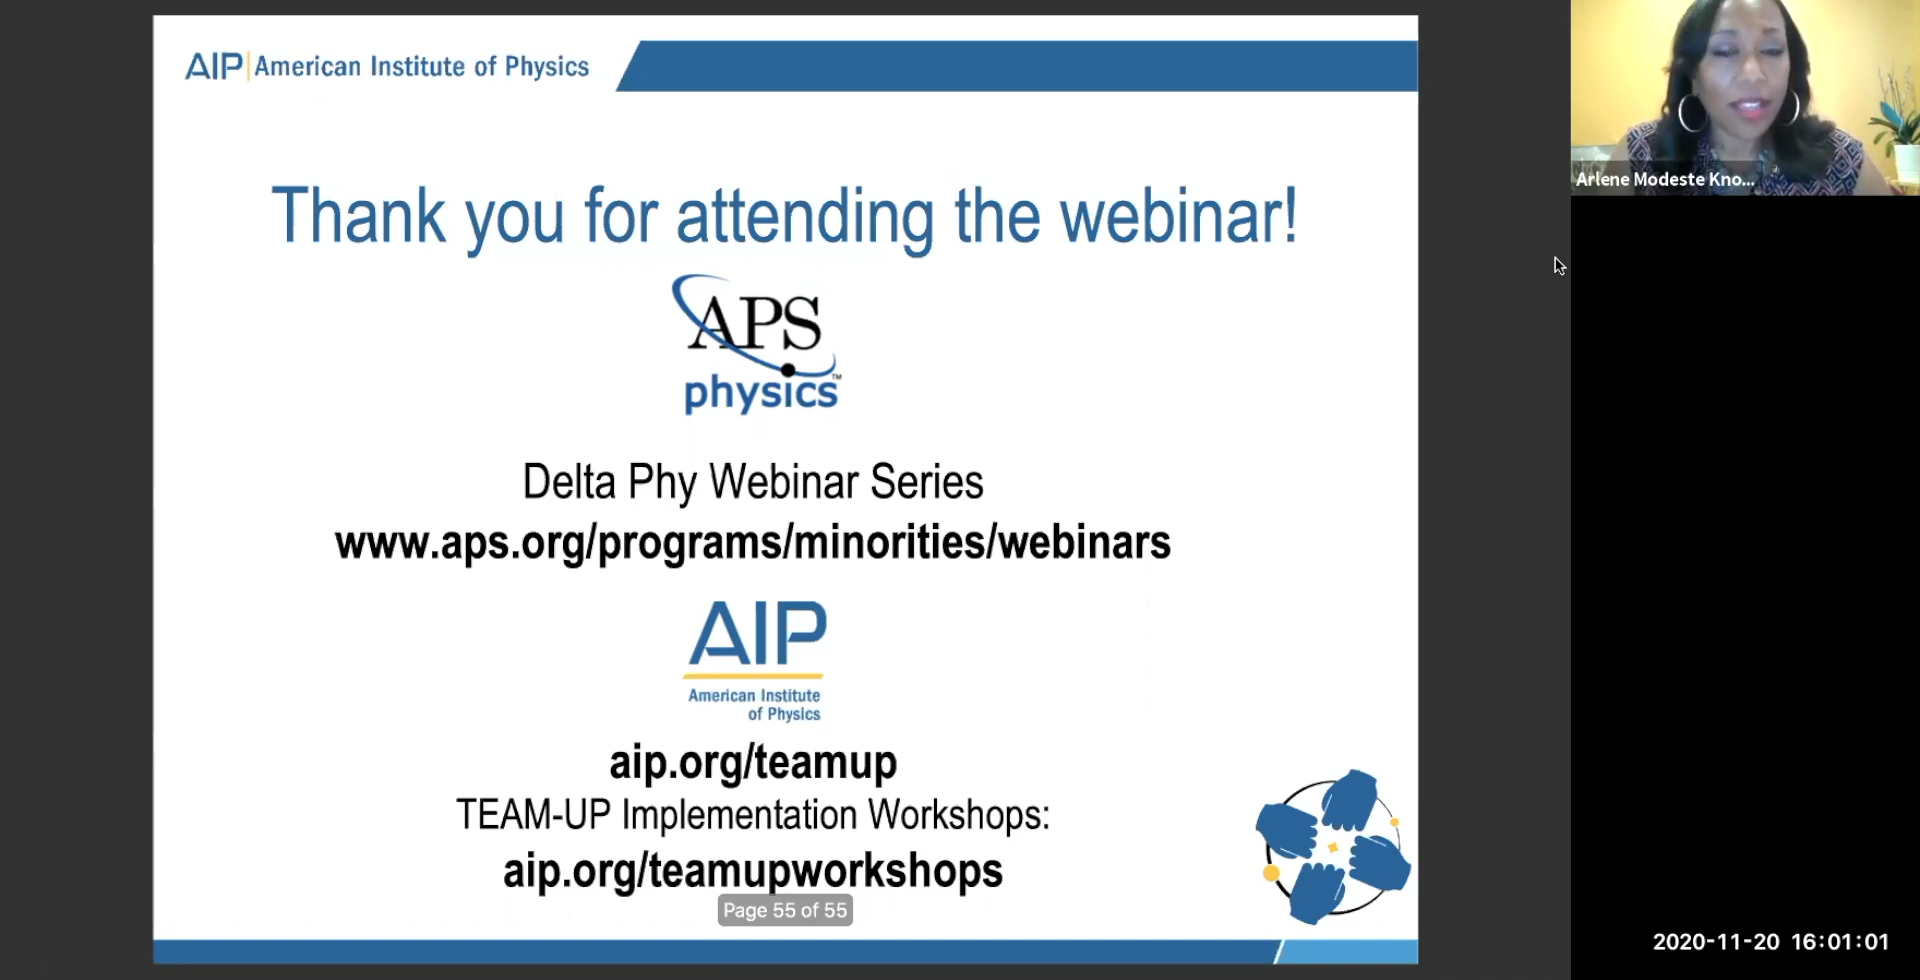 AIP American Institute of Physics
Thank you for attending the webinar!
APS
physics™
Delta Phy Webinar Series
www.aps.org/programs/minorities/webinars
AIP
American Institute
of Physics
aip.org/teamup
TEAM-UP Implementation Workshops:
aip.org/teamupworkshops
Page 55 of 55
Arlene Modeste Kno...
2020-11-20 16:01:01